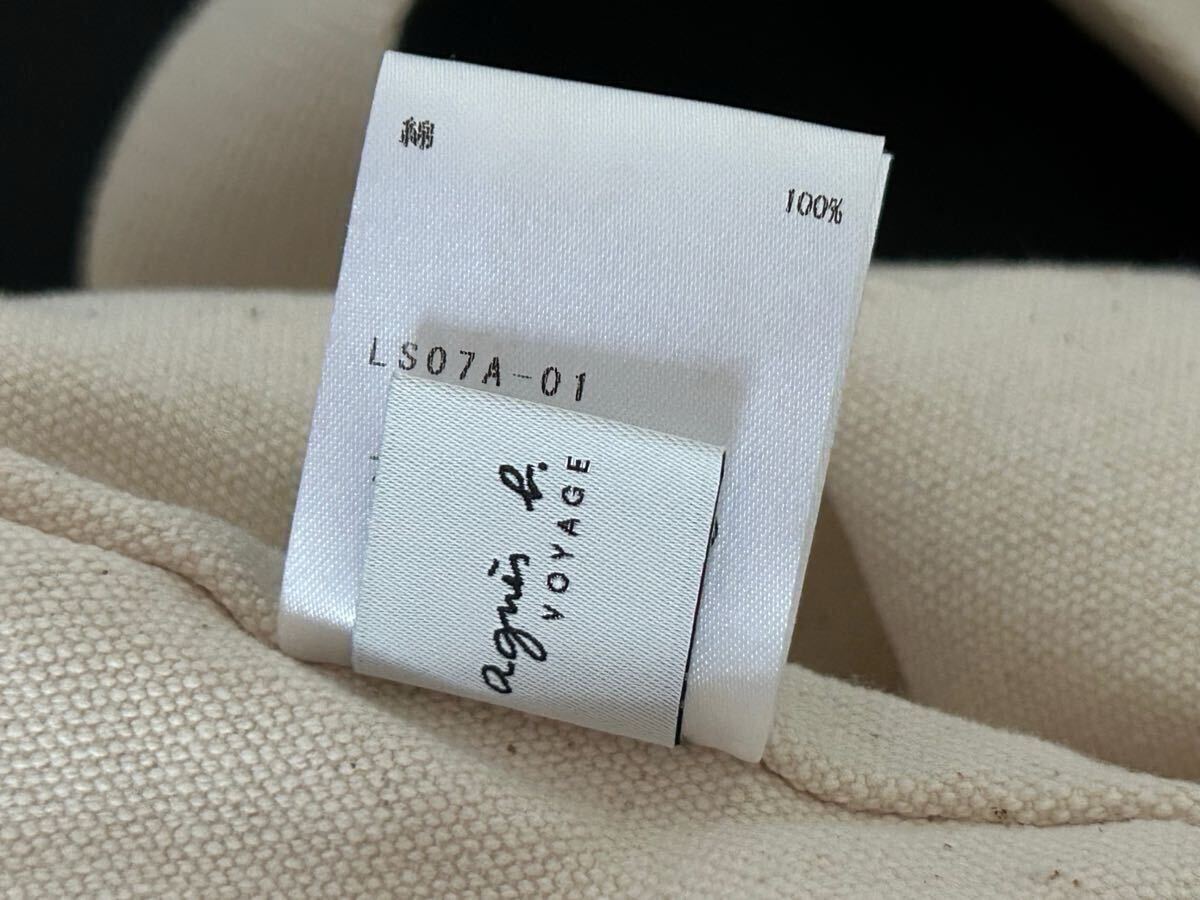 綿 100%
LS07A-01
agnès b.
VOYAGE